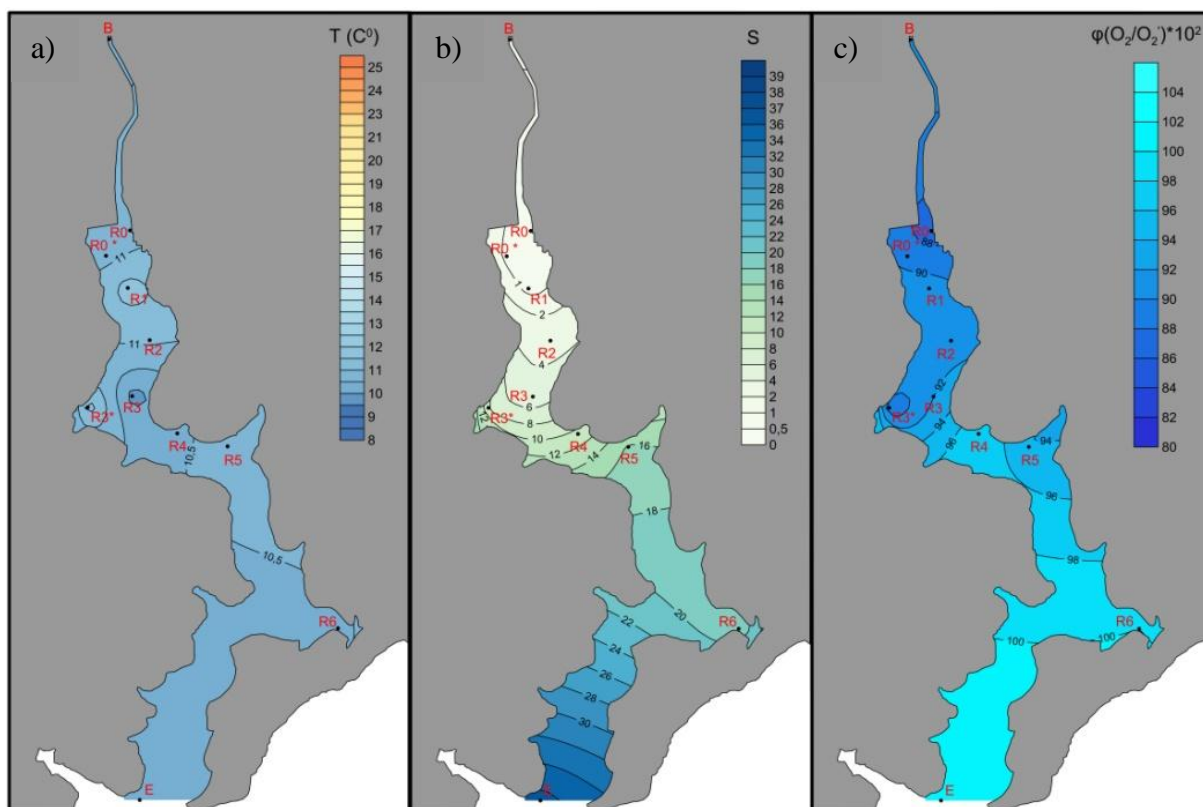 a)
T (C⁰)
B
25
24
23
22
21
20
19
18
17
16
15
14
13
12
11
10
9
8
R0
R0 *
11
R1
11
R2
R3
R3*
R4
10,5
R5
10,5
R6
E
b)
S
B
39
38
37
36
34
32
28
26
24
22
20
18
16
14
10
8
6
4
2
1
0,5
0
R0
R0 *
1
R1
2
R2
4
R3
6
R3*
8
10
R4
12
14
R5
16
18
20
R6
22
24
26
28
30
E
c)
φ(O₂/O₂')*10²
B
104
102
100
98
96
94
92
90
88
86
84
82
80
R0
88
R0
90
R1
R2
92
R3
R3*
94
96
R4
94
R5
96
98
R6
100
100
E